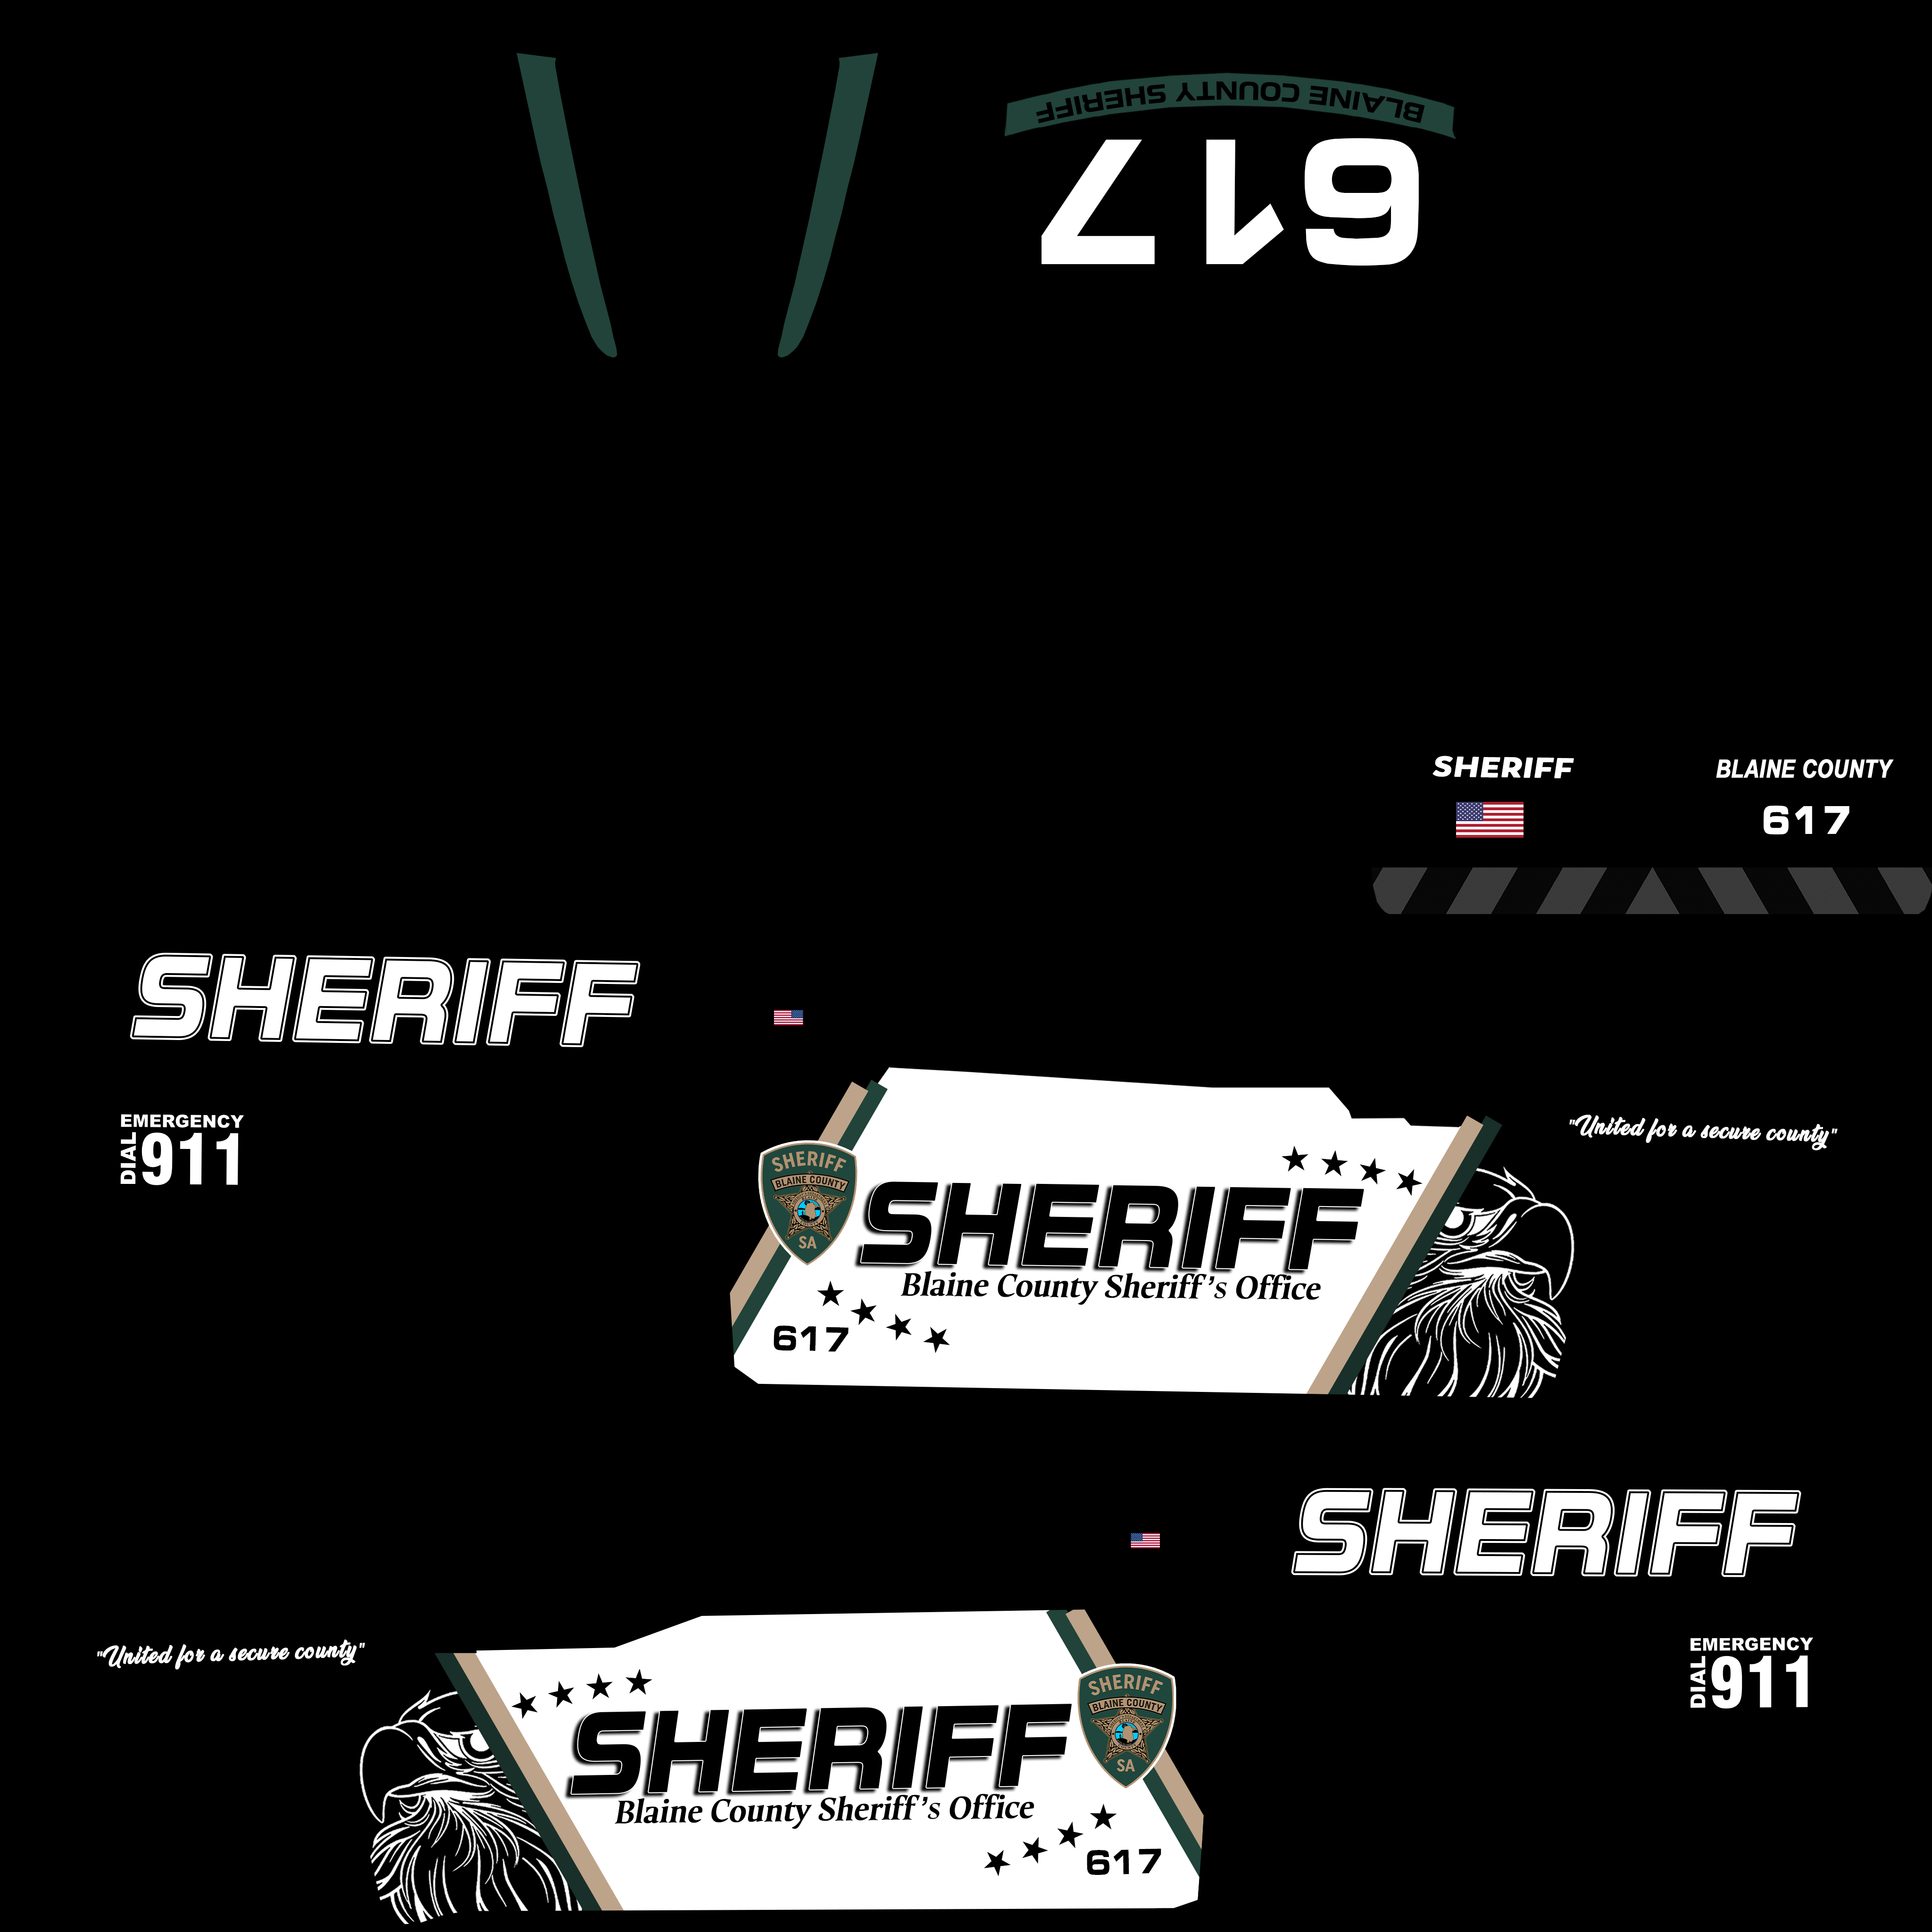 BLAINE COUNTY SHERIFF
617
SHERIFF
BLAINE COUNTY
617
SHERIFF
EMERGENCY
DIAL 911
"United for a secure county"
SHERIFF
BLAINE COUNTY
SA
SHERIFF
Blaine County Sheriff's Office
617
SHERIFF
EMERGENCY
DIAL 911
"United for a secure county"
SHERIFF
Blaine County Sheriff's Office
SHERIFF
BLAINE COUNTY
SA
617